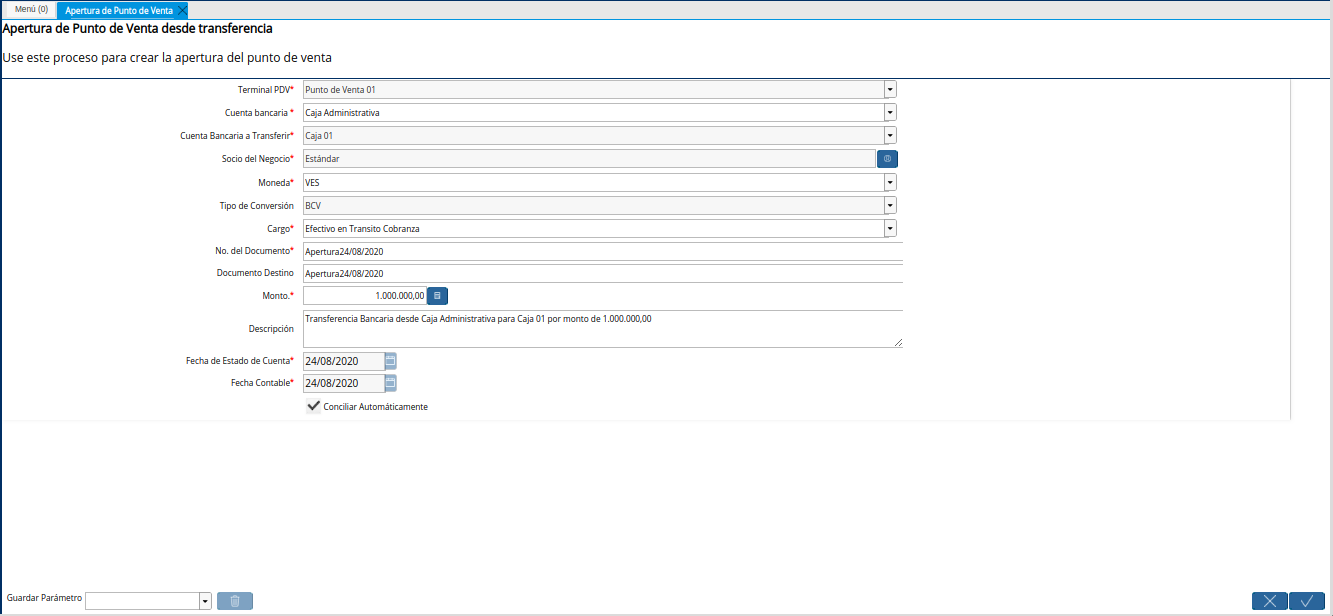 Menú (0) Apertura de Punto de Venta
Apertura de Punto de Venta desde transferencia
Use este proceso para crear la apertura del punto de venta
Terminal PDV* Punto de Venta 01
Cuenta bancaria * Caja Administrativa
Cuenta Bancaria a Transferir* Caja 01
Socio del Negocio* Estándar
Moneda* VES
Tipo de Conversión BCV
Cargo* Efectivo en Transito Cobranza
No. del Documento* Apertura24/08/2020
Documento Destino Apertura24/08/2020
Monto.* 1.000.000,00
Descripción Transferencia Bancaria desde Caja Administrativa para Caja 01 por monto de 1.000.000,00
Fecha de Estado de Cuenta* 24/08/2020
Fecha Contable* 24/08/2020
Conciliar Automáticamente
Guardar Parámetro